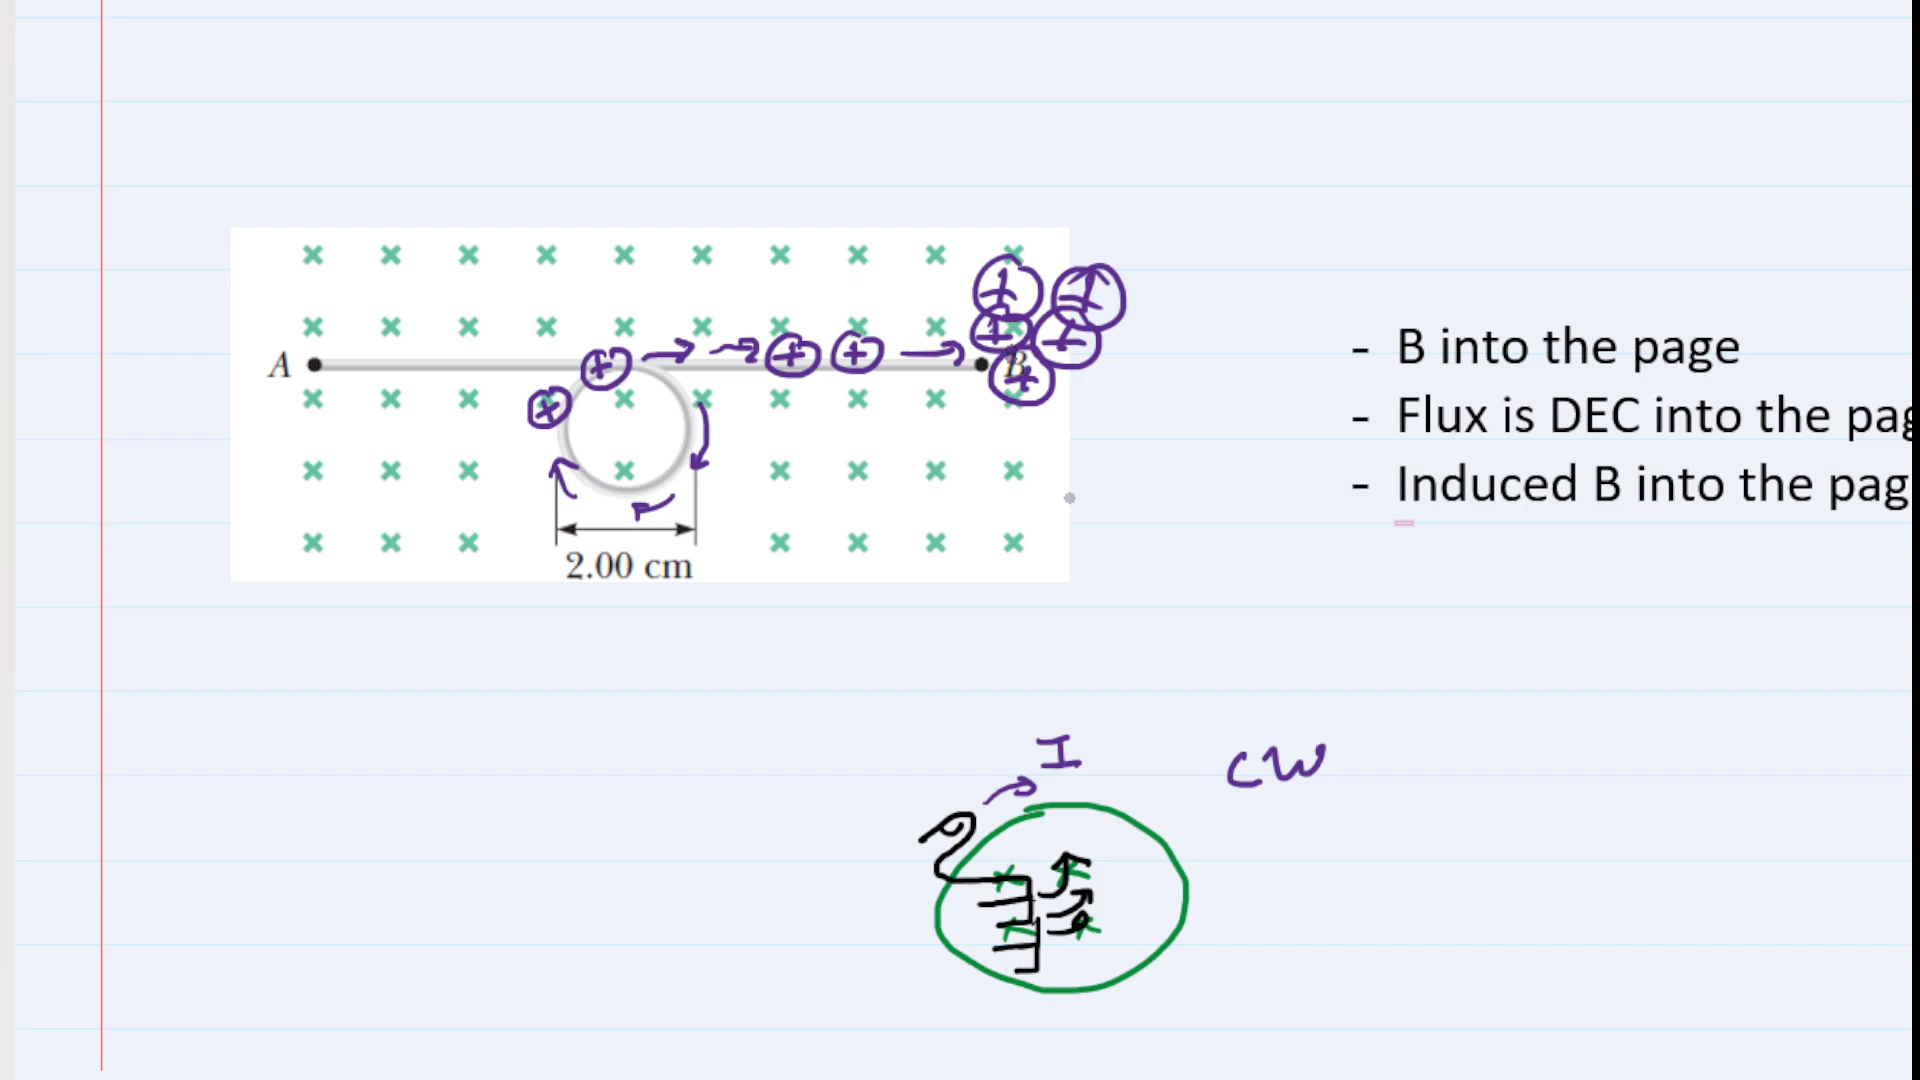 A
B
2.00 cm
- B into the page
- Flux is DEC into the pag
- Induced B into the pag
I
CW